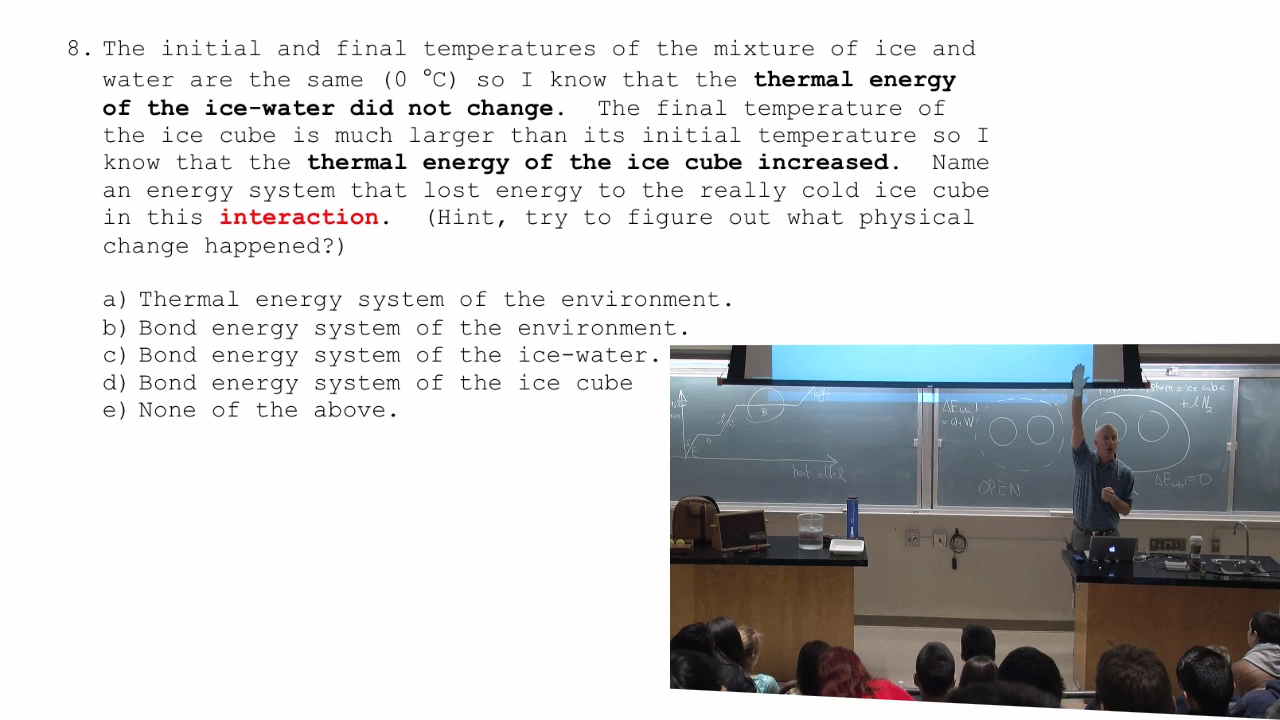 8. The initial and final temperatures of the mixture of ice and
water are the same (0 °C) so I know that the thermal energy
of the ice-water did not change. The final temperature of
the ice cube is much larger than its initial temperature so I
know that the thermal energy of the ice cube increased. Name
an energy system that lost energy to the really cold ice cube
in this interaction. (Hint, try to figure out what physical
change happened?)
a) Thermal energy system of the environment.
b) Bond energy system of the environment.
c) Bond energy system of the ice-water.
d) Bond energy system of the ice cube
e) None of the above.
= ice cube
+ l N₂
= Q + W
B
heat added
OPEN